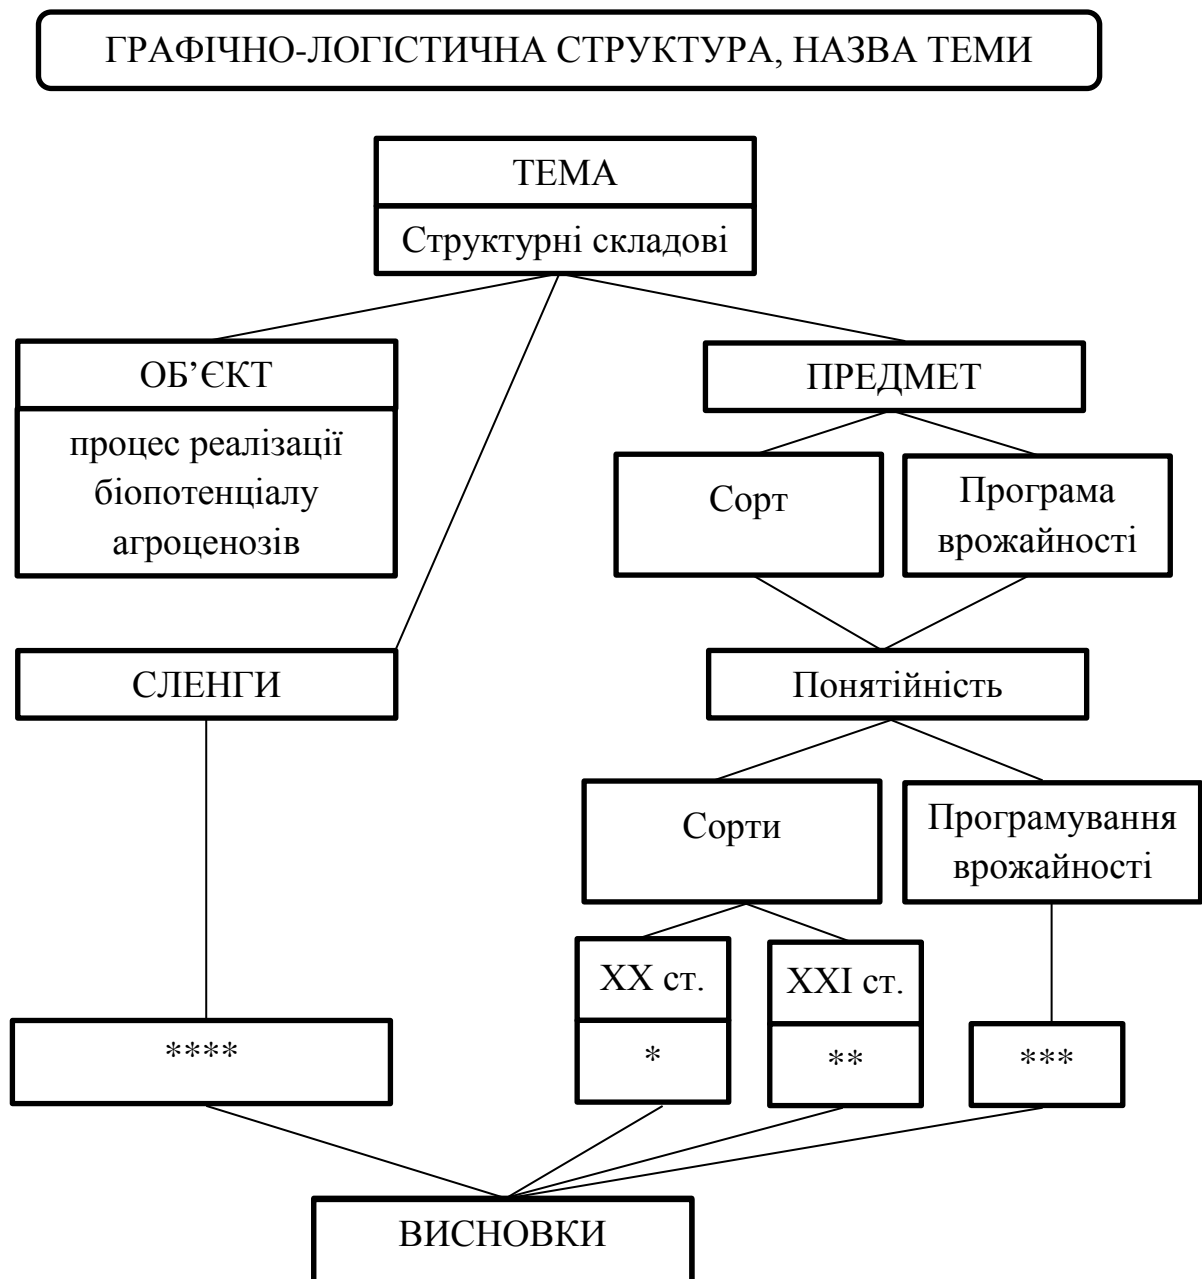 ГРАФІЧНО-ЛОГІСТИЧНА СТРУКТУРА, НАЗВА ТЕМИ
ТЕМА
Структурні складові
ОБ’ЄКТ
процес реалізації
біопотенціалу
агроценозів
ПРЕДМЕТ
Сорт
Програма
врожайності
СЛЕНГИ
Понятійність
Сорти
Програмування
врожайності
ХХ ст.
*
ХХІ ст.
**
***
****
ВИСНОВКИ